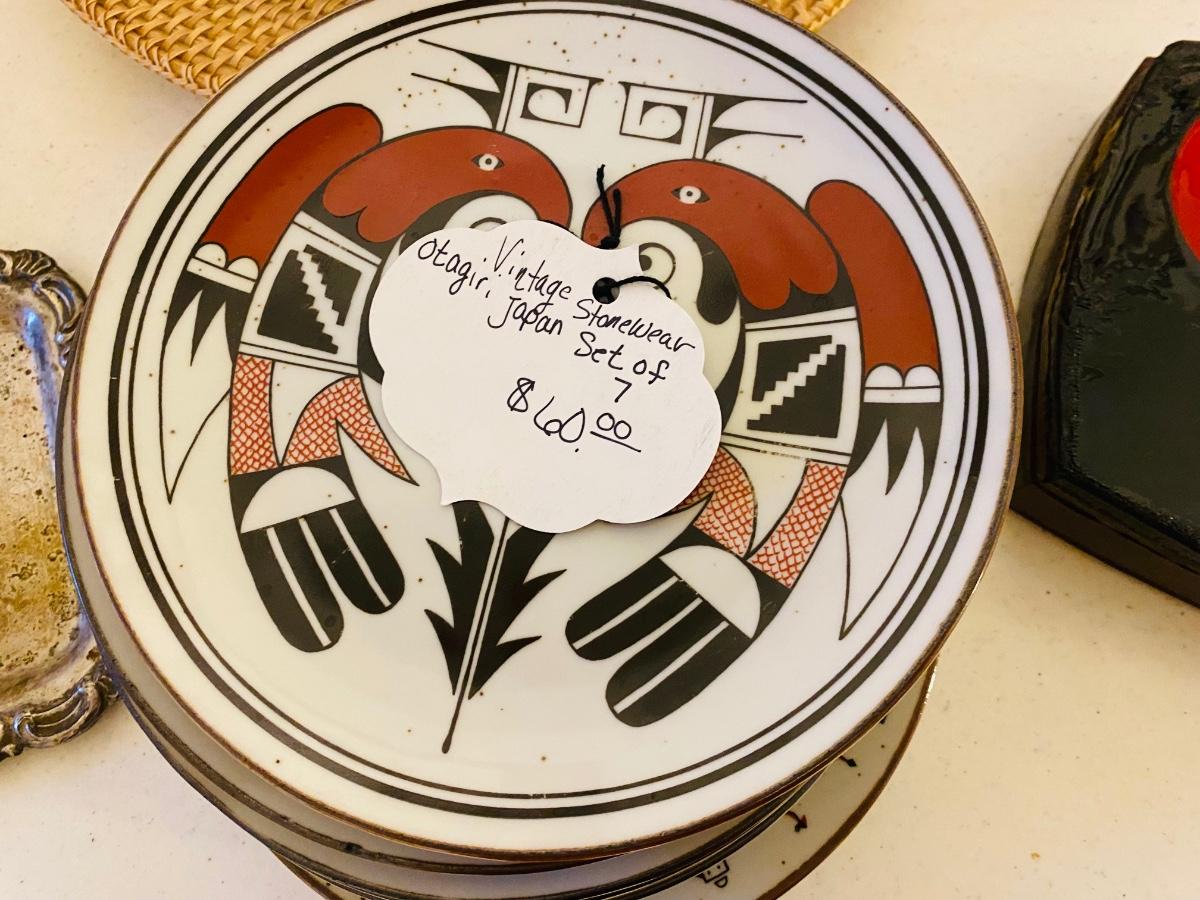 Vintage Stonewear
Otagiri, Japan Set of
7
$60.00